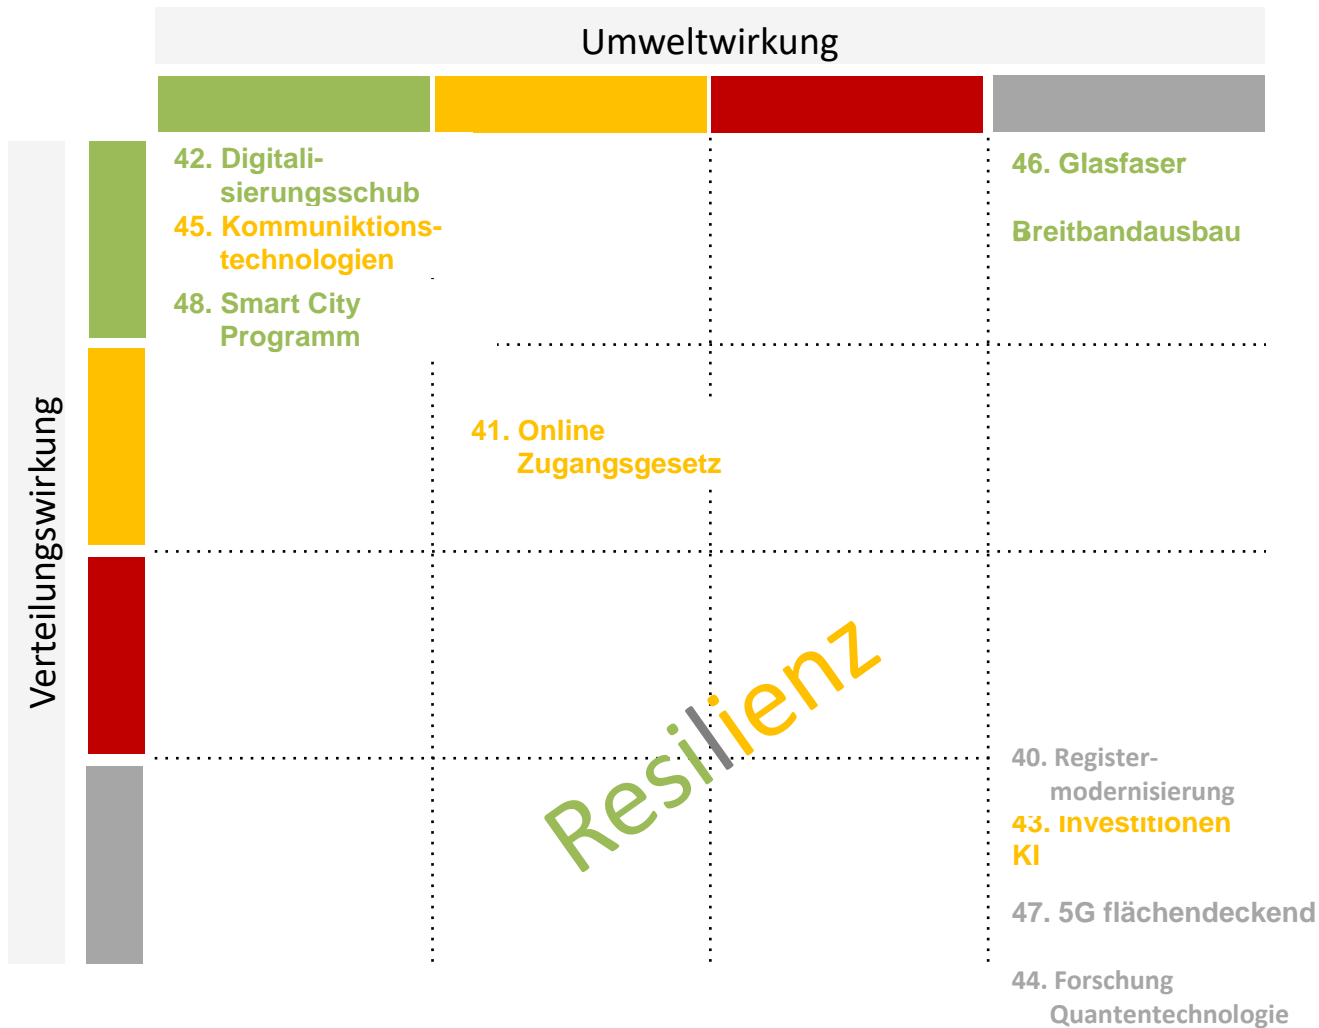 Umweltwirkung
Verteilungswirkung
42. Digitali-
sierungsschub
45. Kommuniktions-
technologien
48. Smart City
Programm
46. Glasfaser
Breitbandausbau
41. Online
Zugangsgesetz
Resilienz
40. Register-
modernisierung
43. Investitionen
KI
47. 5G flächendeckend
44. Forschung
Quantentechnologie